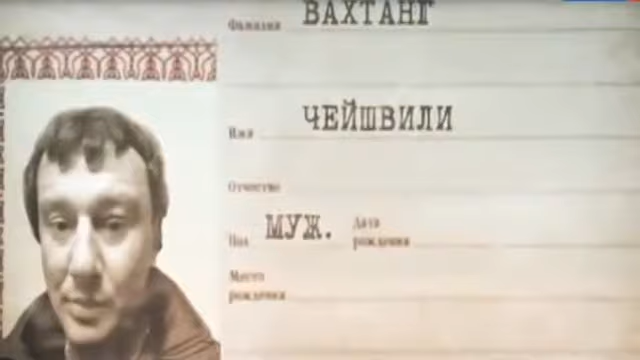 Фамилия ВАХТАНГ
Имя ЧЕЙШВИЛИ
Отчество
Пол МУЖ. Дата
рождения
Место
рождения